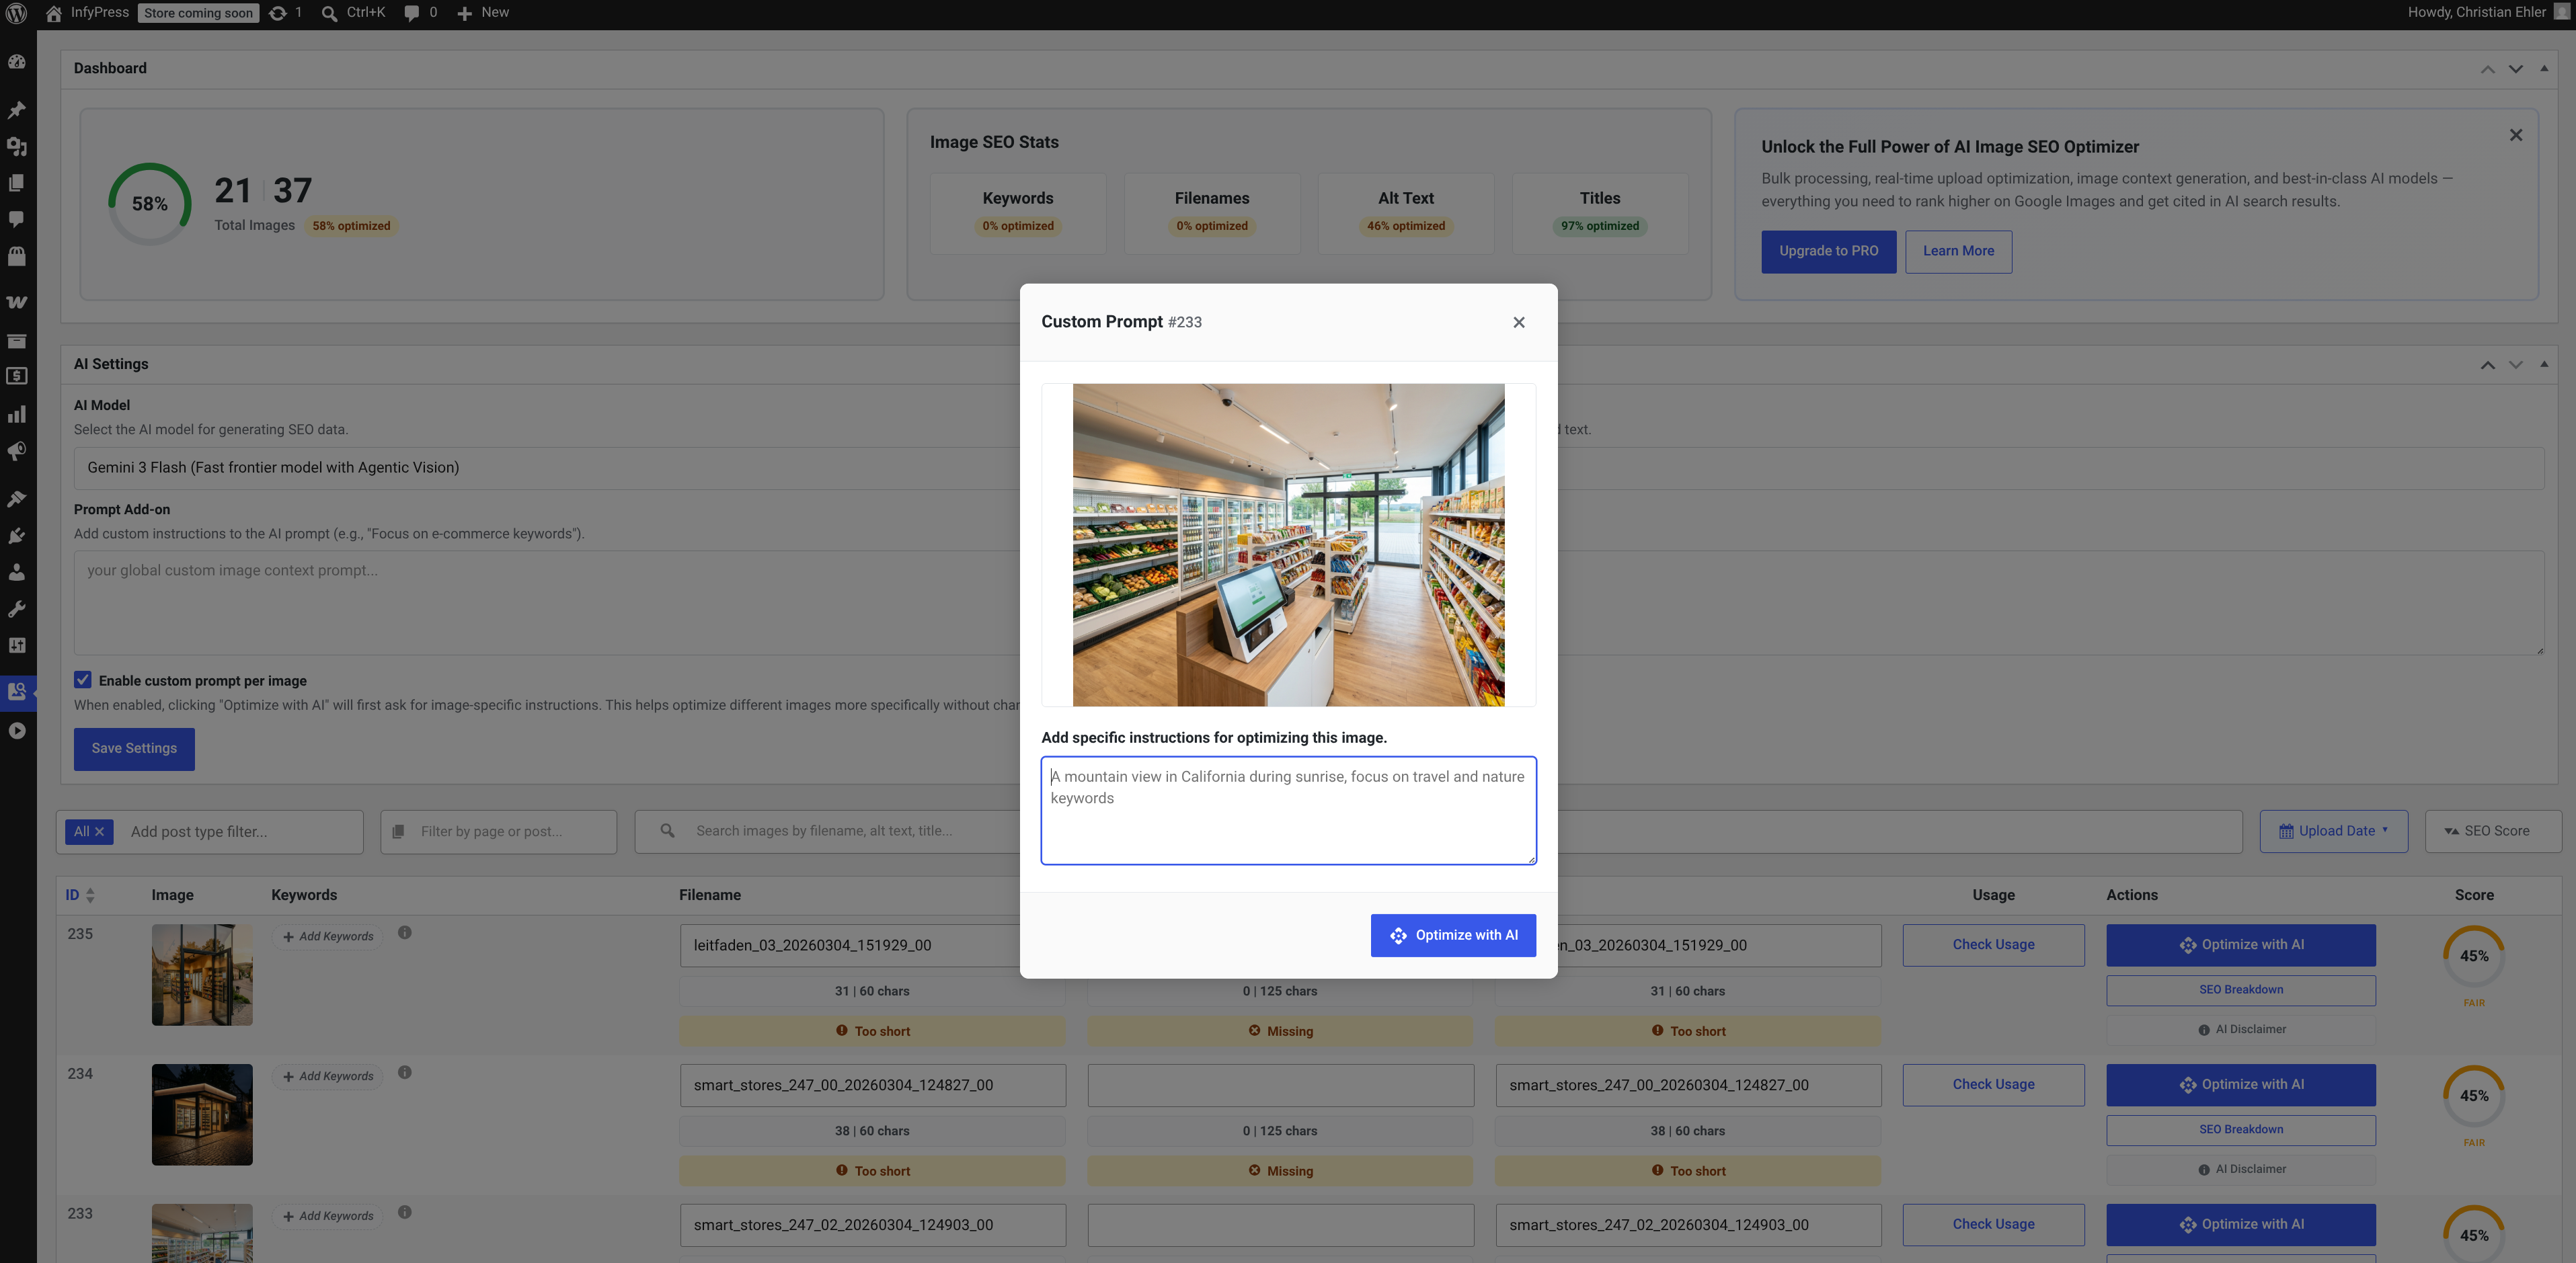 InfyPress
Store coming soon
1
Ctrl+K
0
New
Howdy, Christian Ehler
Dashboard
58%
21 37
Total Images 58% optimized
Image SEO Stats
Keywords
0% optimized
Filenames
0% optimized
Alt Text
46% optimized
Titles
97% optimized
Unlock the Full Power of AI Image SEO Optimizer
Bulk processing, real-time upload optimization, image context generation, and best-in-class AI models —
everything you need to rank higher on Google Images and get cited in AI search results.
Upgrade to PRO
Learn More
AI Settings
AI Model
Select the AI model for generating SEO data.
text.
Gemini 3 Flash (Fast frontier model with Agentic Vision)
Prompt Add-on
Add custom instructions to the AI prompt (e.g., "Focus on e-commerce keywords").
your global custom image context prompt...
Enable custom prompt per image
When enabled, clicking "Optimize with AI" will first ask for image-specific instructions. This helps optimize different images more specifically without char
Save Settings
Custom Prompt #233
Add specific instructions for optimizing this image.
A mountain view in California during sunrise, focus on travel and nature
keywords
Optimize with AI
All
Add post type filter...
Filter by page or post...
Search images by filename, alt text, title...
Upload Date
SEO Score
ID
Image
Keywords
Filename
Usage
Actions
Score
235
Add Keywords
leitfaden_03_20260304_151929_00
31 | 60 chars
Too short
0 | 125 chars
Missing
n_03_20260304_151929_00
31 | 60 chars
Too short
Check Usage
Optimize with AI
SEO Breakdown
AI Disclaimer
45%
FAIR
234
Add Keywords
smart_stores_247_00_20260304_124827_00
38 | 60 chars
Too short
0 | 125 chars
Missing
smart_stores_247_00_20260304_124827_00
38 | 60 chars
Too short
Check Usage
Optimize with AI
SEO Breakdown
AI Disclaimer
45%
FAIR
233
Add Keywords
smart_stores_247_02_20260304_124903_00
smart_stores_247_02_20260304_124903_00
Check Usage
Optimize with AI
45%